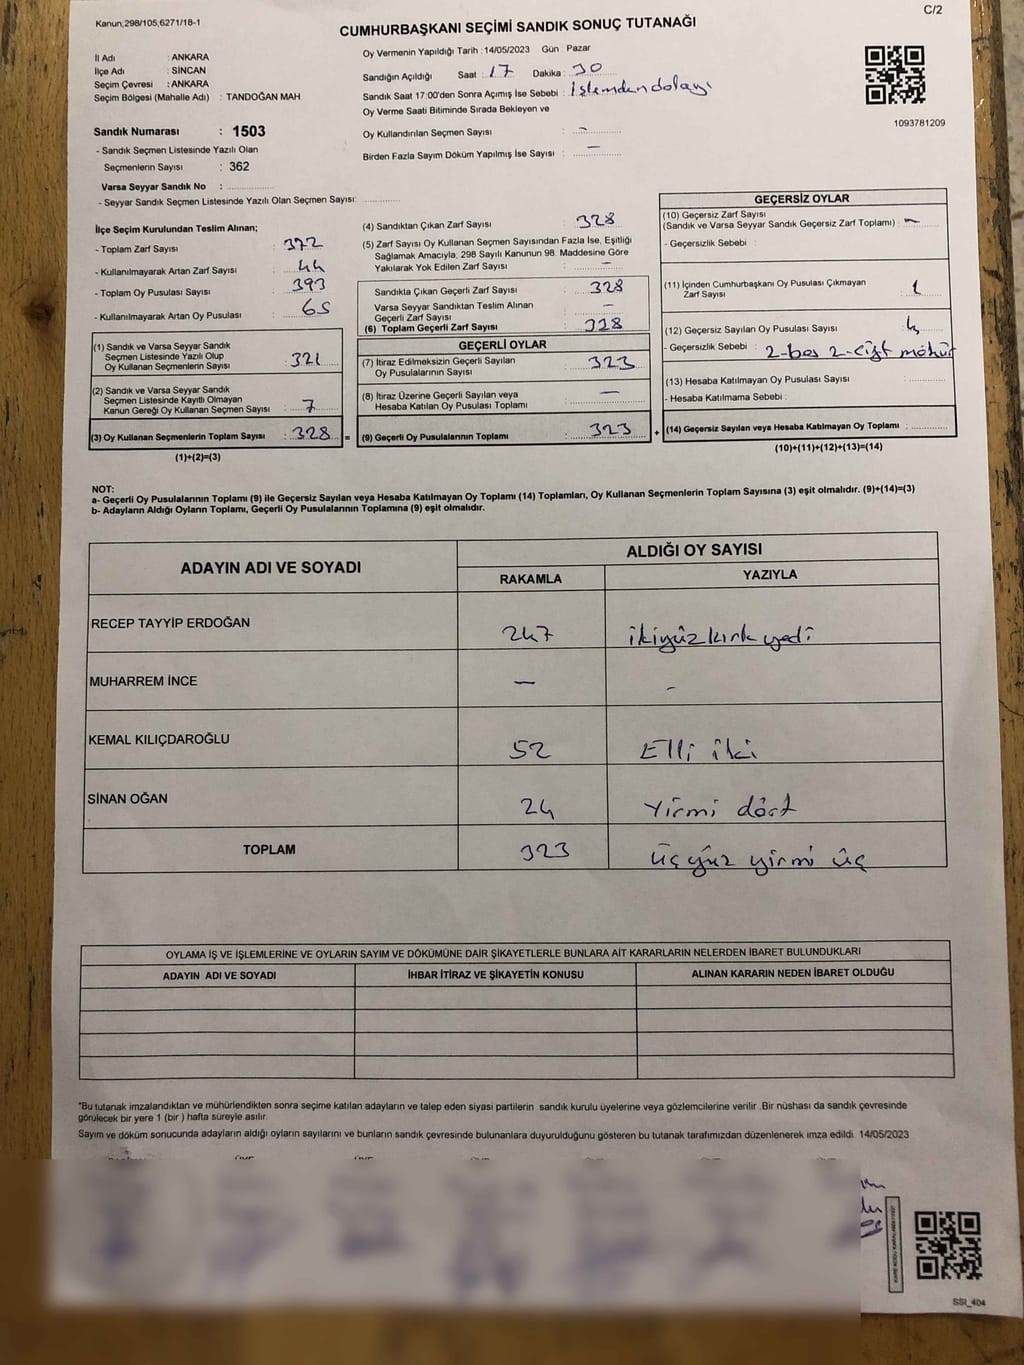 Kanun;298/105,6271/18-1
C/2
CUMHURBAŞKANI SEÇİMİ SANDIK SONUÇ TUTANAĞI
İl Adı : ANKARA
İlçe Adı : SİNCAN
Seçim Çevresi : ANKARA
Seçim Bölgesi (Mahalle Adı) : TANDOĞAN MAH
Sandık Numarası : 1503
- Sandık Seçmen Listesinde Yazılı Olan
Seçmenlerin Sayısı : 362
Varsa Seyyar Sandık No :
- Seyyar Sandık Seçmen Listesinde Yazılı Olan Seçmen Sayısı:
Oy Vermenin Yapıldığı Tarih : 14/05/2023 Gün : Pazar
Sandığın Açıldığı Saat : 17 Dakika : 30
Sandık Saat 17:00'den Sonra Açımış İse Sebebi : İşlemden dolayı
Oy Verme Saati Bitiminde Sırada Bekleyen ve
Oy Kullandırılan Seçmen Sayısı : –
Birden Fazla Sayım Döküm Yapılmış İse Sayısı : –
1093781209
İlçe Seçim Kurulundan Teslim Alınan;
- Toplam Zarf Sayısı : 372
- Kullanılmayarak Artan Zarf Sayısı : 44
- Toplam Oy Pusulası Sayısı : 393
- Kullanılmayarak Artan Oy Pusulası : 65
(1) Sandık ve Varsa Seyyar Sandık
Seçmen Listesinde Yazılı Olup
Oy Kullanan Seçmenlerin Sayısı : 321
(2) Sandık ve Varsa Seyyar Sandık
Seçmen Listesinde Kayıtlı Olmayan
Kanun Gereği Oy Kullanan Seçmen Sayısı : 7
(3) Oy Kullanan Seçmenlerin Toplam Sayısı : 328 =
(1)+(2)=(3)
(4) Sandıktan Çıkan Zarf Sayısı : 328
(5) Zarf Sayısı Oy Kullanan Seçmen Sayısından Fazla İse, Eşitliği
Sağlamak Amacıyla, 298 Sayılı Kanunun 98. Maddesine Göre
Yakılarak Yok Edilen Zarf Sayısı : –
Sandıkta Çıkan Geçerli Zarf Sayısı : 328
Varsa Seyyar Sandıktan Teslim Alınan
Geçerli Zarf Sayısı : –
(6) Toplam Geçerli Zarf Sayısı : 328
GEÇERLİ OYLAR
(7) İtiraz Edilmeksizin Geçerli Sayılan
Oy Pusulalarının Sayısı : 323
(8) İtiraz Üzerine Geçerli Sayılan veya
Hesaba Katılan Oy Pusulası Toplamı : –
(9) Geçerli Oy Pusulalarının Toplamı : 323 +
GEÇERSİZ OYLAR
(10) Geçersiz Zarf Sayısı
(Sandık ve Varsa Seyyar Sandık Geçersiz Zarf Toplamı) : –
- Geçersizlik Sebebi :
(11) İçinden Cumhurbaşkanı Oy Pusulası Çıkmayan
Zarf Sayısı : 1
(12) Geçersiz Sayılan Oy Pusulası Sayısı : 4
- Geçersizlik Sebebi : 2-boş 2-çift mühür
(13) Hesaba Katılmayan Oy Pusulası Sayısı :
- Hesaba Katılmama Sebebi :
(14) Geçersiz Sayılan veya Hesaba Katılmayan Oy Toplamı :
(10)+(11)+(12)+(13)=(14)
NOT:
a- Geçerli Oy Pusulalarının Toplamı (9) ile Geçersiz Sayılan veya Hesaba Katılmayan Oy Toplamı (14) Toplamları, Oy Kullanan Seçmenlerin Toplam Sayısına (3) eşit olmalıdır. (9)+(14)=(3)
b- Adayların Aldığı Oyların Toplamı, Geçerli Oy Pusulalarının Toplamına (9) eşit olmalıdır.
ADAYIN ADI VE SOYADI
ALDIĞI OY SAYISI
RAKAMLA YAZIYLA
RECEP TAYYİP ERDOĞAN 247 ikiyüzkırk yedi
MUHARREM İNCE – –
KEMAL KILIÇDAROĞLU 52 Elli iki
SİNAN OĞAN 24 Yirmi dört
TOPLAM 323 üçyüz yirmi üç
OYLAMA İŞ VE İŞLEMLERİNE VE OYLARIN SAYIM VE DÖKÜMÜNE DAİR ŞİKAYETLERLE BUNLARA AİT KARARLARIN NELERDEN İBARET BULUNDUKLARI
ADAYIN ADI VE SOYADI İHBAR İTİRAZ VE ŞİKAYETİN KONUSU ALINAN KARARIN NEDEN İBARET OLDUĞU
*Bu tutanak imzalandıktan ve mühürlendikten sonra seçime katılan adayların ve talep eden siyasi partilerin sandık kurulu üyelerine veya gözlemcilerine verilir .Bir nüshası da sandık çevresinde
görülecek bir yere 1 (bir ) hafta süreyle asılır.
Sayım ve döküm sonucunda adayların aldığı oyların sayılarını ve bunların sandık çevresinde bulunanlara duyurulduğunu gösteren bu tutanak tarafımızdan düzenlenerek imza edildi. 14/05/2023
SSİ_404